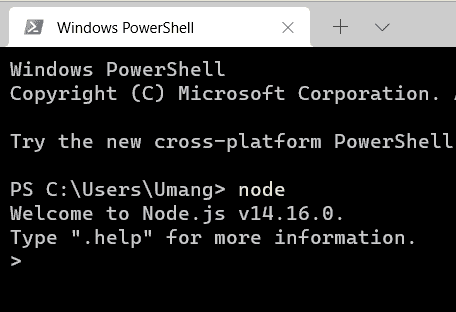 Windows PowerShell
Windows PowerShell
Copyright (C) Microsoft Corporation.
Try the new cross-platform PowerShell
PS C:\Users\Umang> node
Welcome to Node.js v14.16.0.
Type ".help" for more information.
>